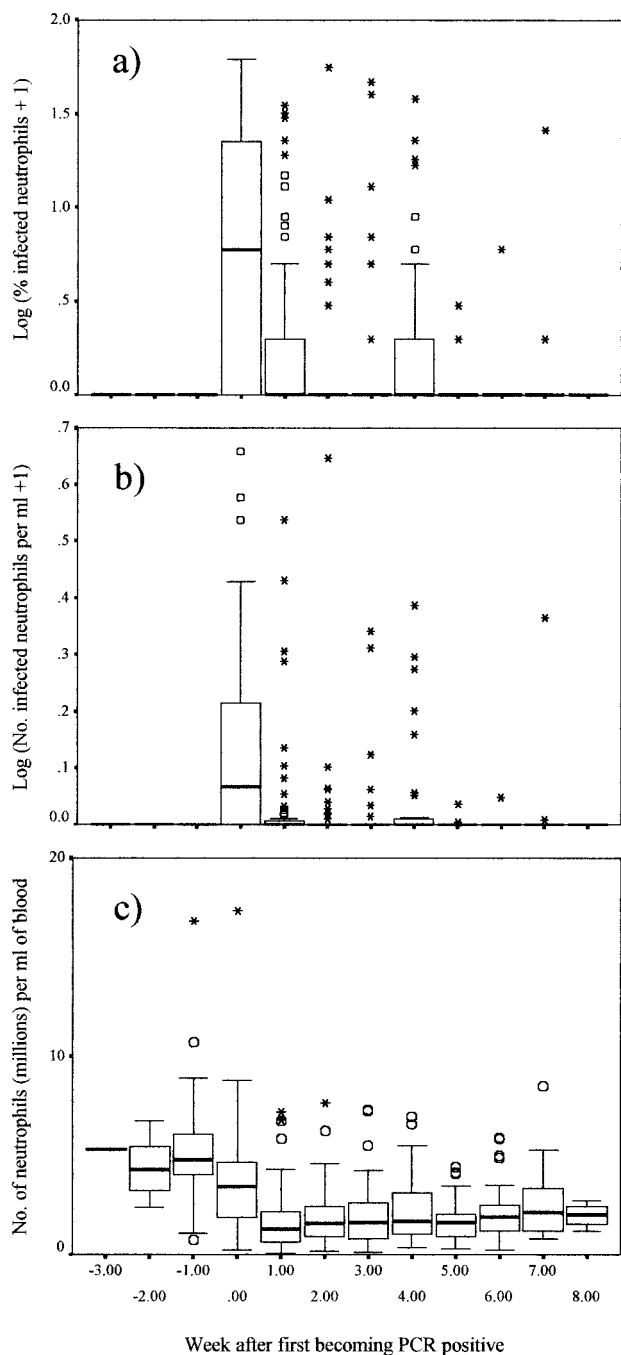 a)
Log (% infected neutrophils + 1)
2.0
1.5
1.0
.5
0.0
b)
Log (No. infected neutrophils per ml +1)
.7
.6
.5
.4
.3
.2
.1
0.0
c)
No. of neutrophils (millions) per ml of blood
20
10
0
-3.00 -1.00 1.00 3.00 5.00 7.00
-2.00 .00 2.00 4.00 6.00 8.00
Week after first becoming PCR positive